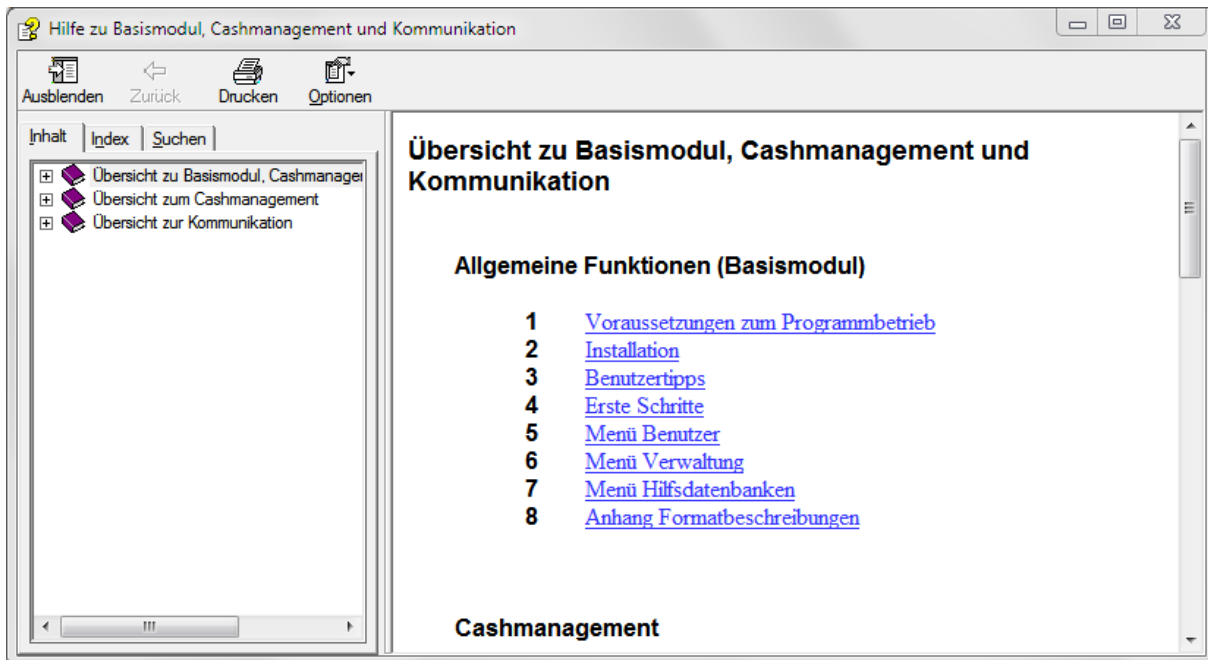 Hilfe zu Basismodul, Cashmanagement und Kommunikation
Ausblenden Zurück Drucken Optionen
Inhalt Index Suchen
Übersicht zu Basismodul, Cashmanager
Übersicht zum Cashmanagement
Übersicht zur Kommunikation
Übersicht zu Basismodul, Cashmanagement und
Kommunikation
Allgemeine Funktionen (Basismodul)
1 Voraussetzungen zum Programmbetrieb
2 Installation
3 Benutzertipps
4 Erste Schritte
5 Menü Benutzer
6 Menü Verwaltung
7 Menü Hilfsdatenbanken
8 Anhang Formatbeschreibungen
Cashmanagement